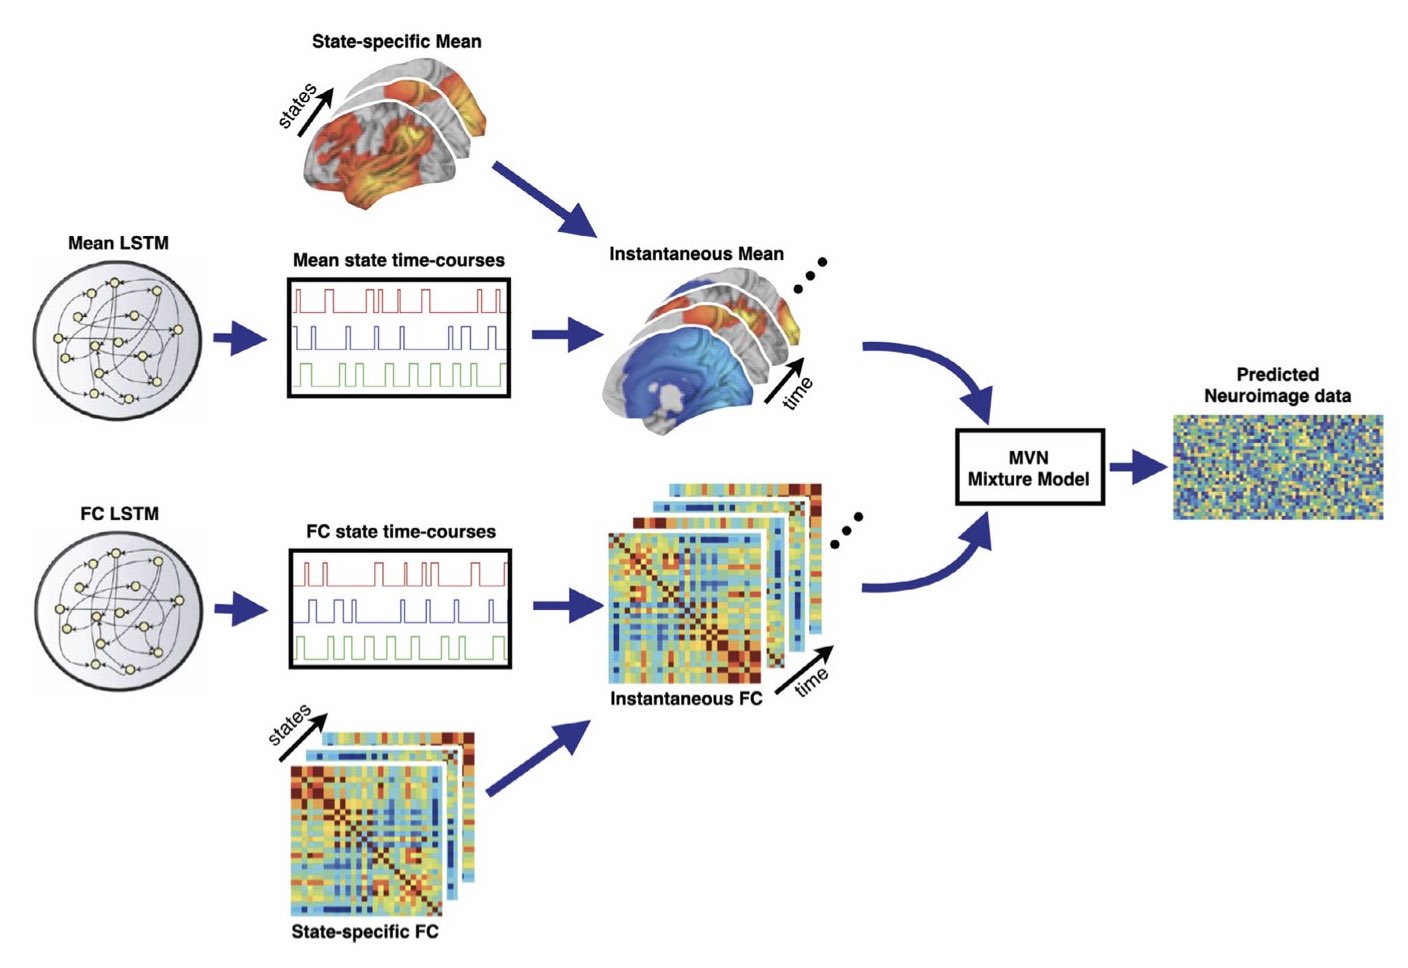 State-specific Mean
states
Mean LSTM
Mean state time-courses
Instantaneous Mean
time
Predicted
Neuroimage data
MVN
Mixture Model
FC LSTM
FC state time-courses
Instantaneous FC
time
states
State-specific FC